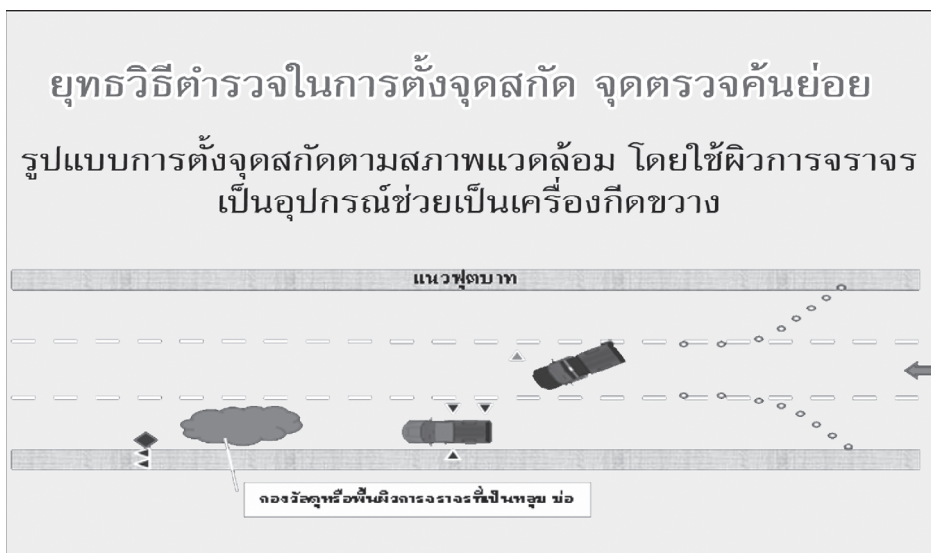 ยุทธวิธีตำรวจในการตั้งจุดสกัด จุดตรวจค้นย่อย
รูปแบบการตั้งจุดสกัดตามสภาพแวดล้อม โดยใช้ผิวการจราจร
เป็นอุปกรณ์ช่วยเป็นเครื่องกีดขวาง
แนวฟุตบาท
กองวัสดุหรือพื้นผิวการจราจรที่เป็นหลุม บ่อ